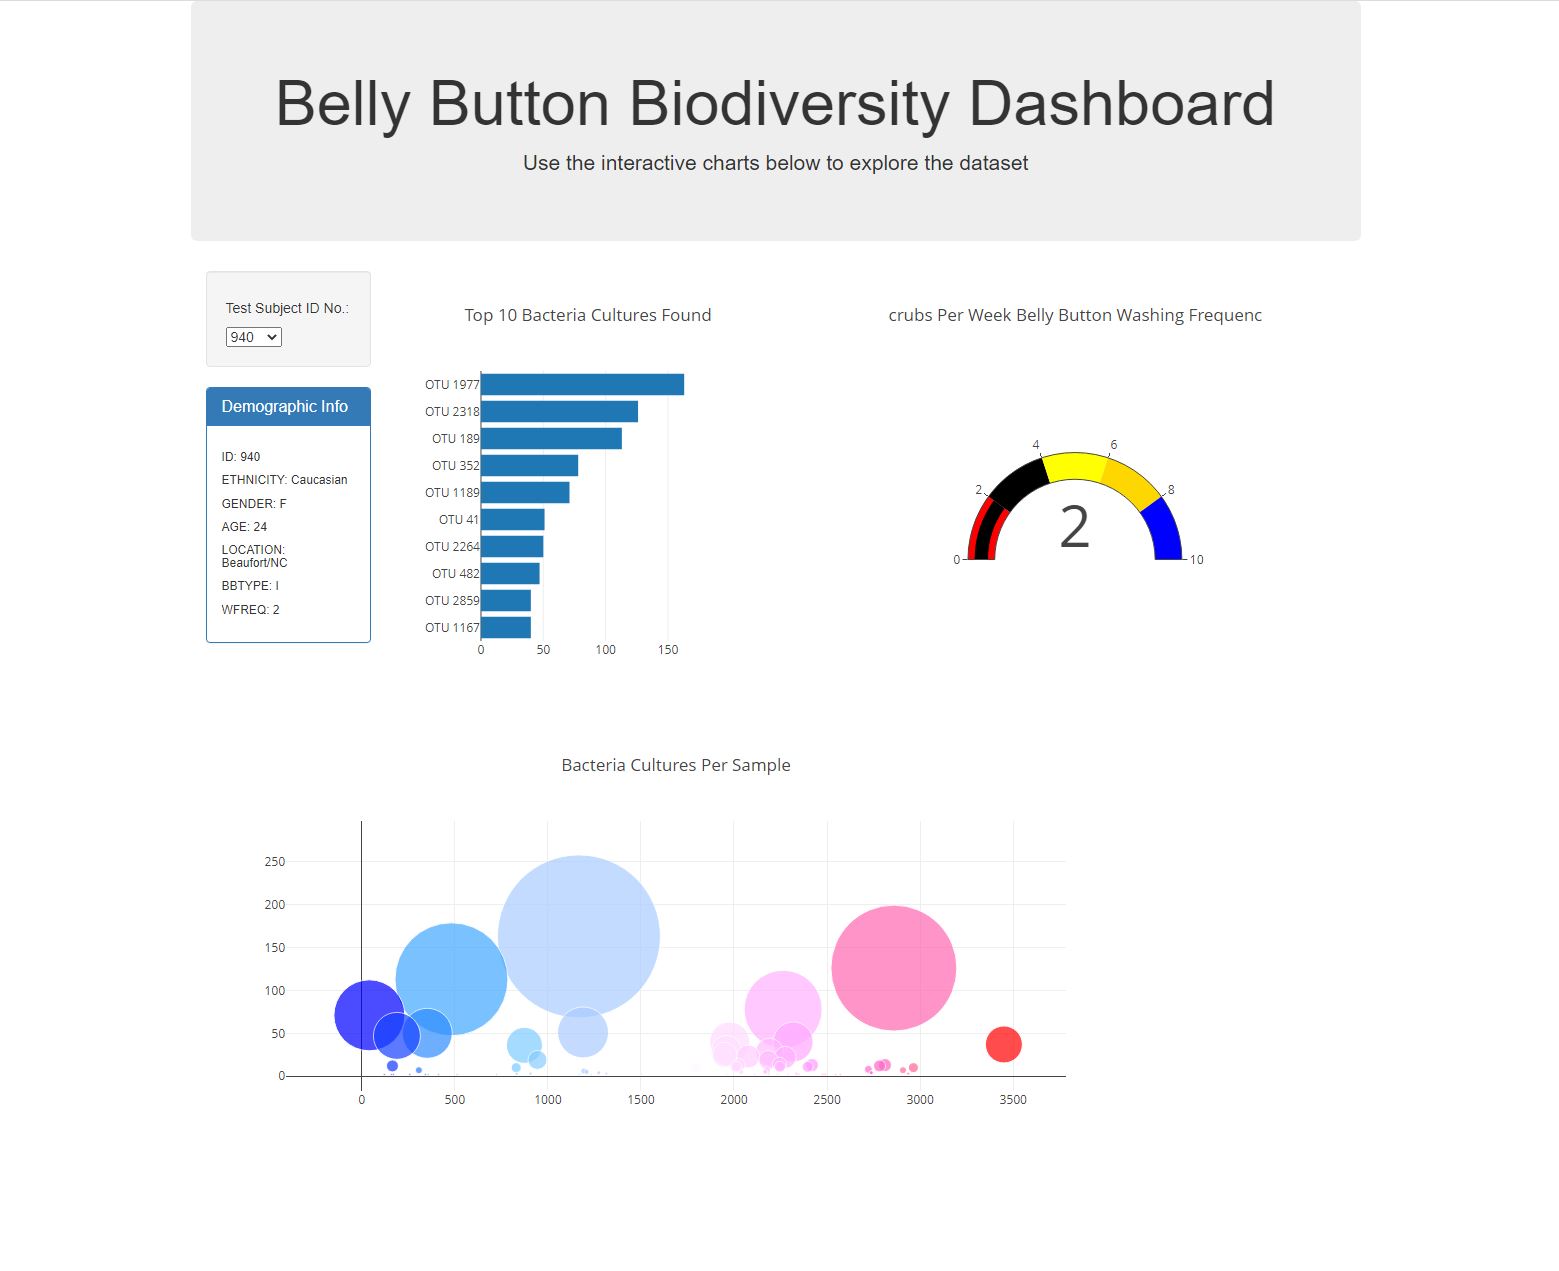 Belly Button Biodiversity Dashboard
Use the interactive charts below to explore the dataset
Test Subject ID No.:
940
Demographic Info
ID: 940
ETHNICITY: Caucasian
GENDER: F
AGE: 24
LOCATION:
Beaufort/NC
BBTYPE: I
WFREQ: 2
Top 10 Bacteria Cultures Found
OTU 1977
OTU 2318
OTU 189
OTU 352
OTU 1189
OTU 41
OTU 2264
OTU 482
OTU 2859
OTU 1167
0 50 100 150
crubs Per Week Belly Button Washing Frequenc
0
2
4
6
8
10
2
Bacteria Cultures Per Sample
250
200
150
100
50
0
0 500 1000 1500 2000 2500 3000 3500